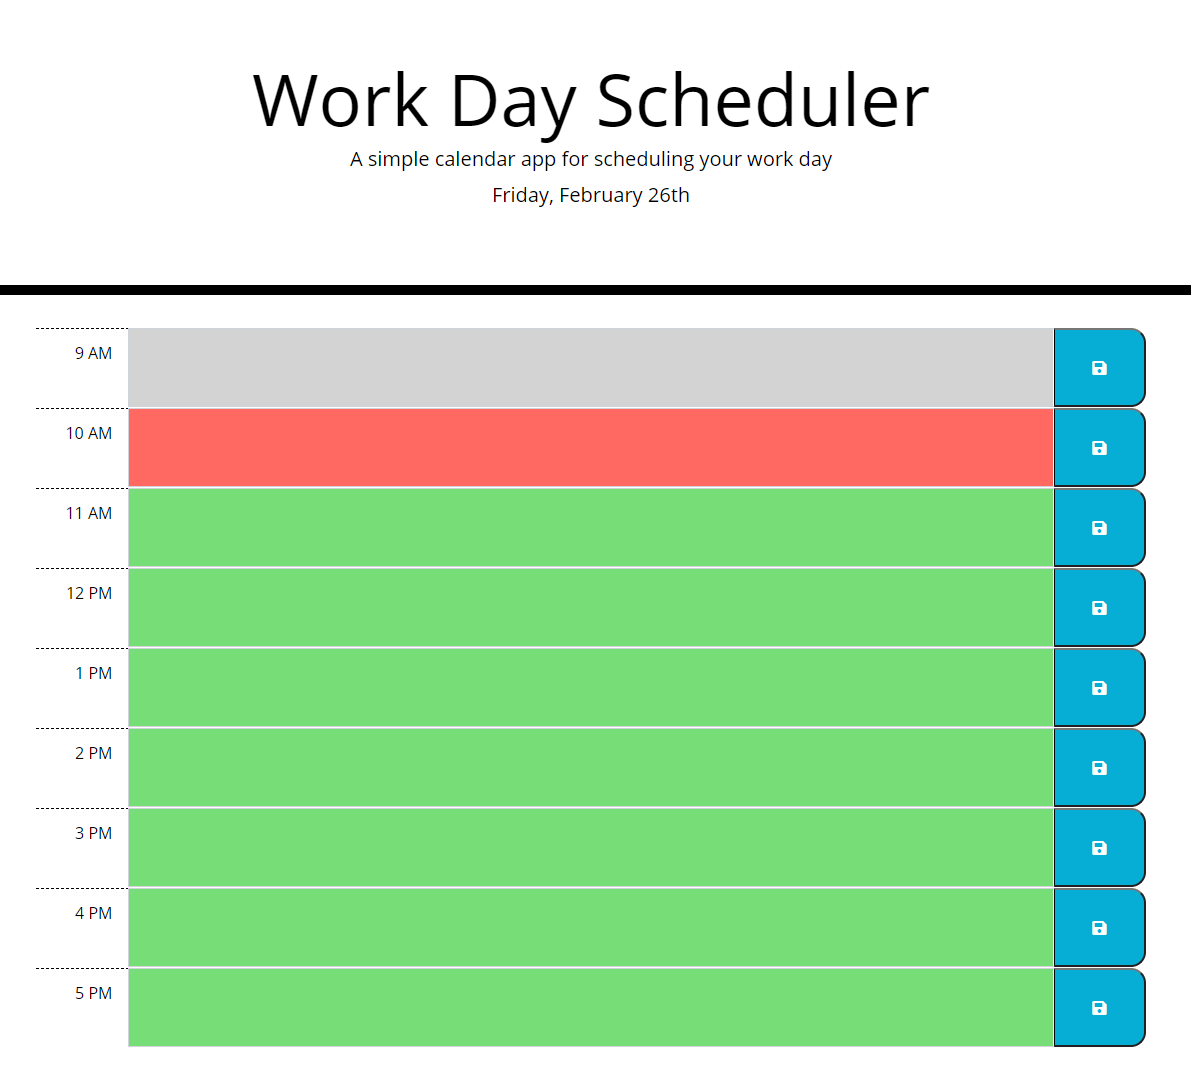 Work Day Scheduler
A simple calendar app for scheduling your work day
Friday, February 26th
9 AM
10 AM
11 AM
12 PM
1 PM
2 PM
3 PM
4 PM
5 PM